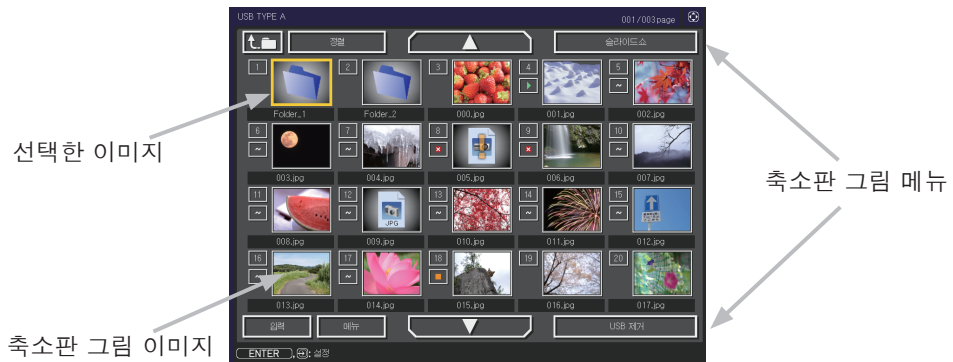 USB TYPE A 001/003page
정렬 슬라이드쇼
1 2 3 4 5
Folder_1 Folder_2 000.jpg 001.jpg 002.jpg
선택한 이미지
6 7 8 9 10
003.jpg 004.jpg 005.jpg 006.jpg 007.jpg
축소판 그림 메뉴
11 12 13 14 15
JPG
008.jpg 009.jpg 010.jpg 011.jpg 012.jpg
16 17 18 19 20
013.jpg 014.jpg 015.jpg 016.jpg 017.jpg
축소판 그림 이미지
입력 메뉴 USB 제거
ENTER , : 설정